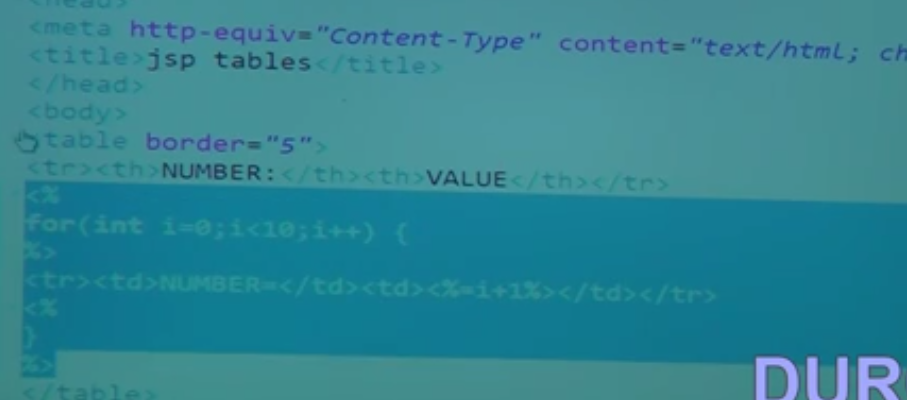 <head>
<meta http-equiv="Content-Type" content="text/html; ch
<title>jsp tables</title>
</head>
<body>
<table border="5">
<tr><th>NUMBER:</th><th>VALUE</th></tr>
<%
for(int i=0;i<10;i++) {
%>
<tr><td>NUMBER=</td><td><%=i+1%></td></tr>
<%
}
%>
</table>
DUR